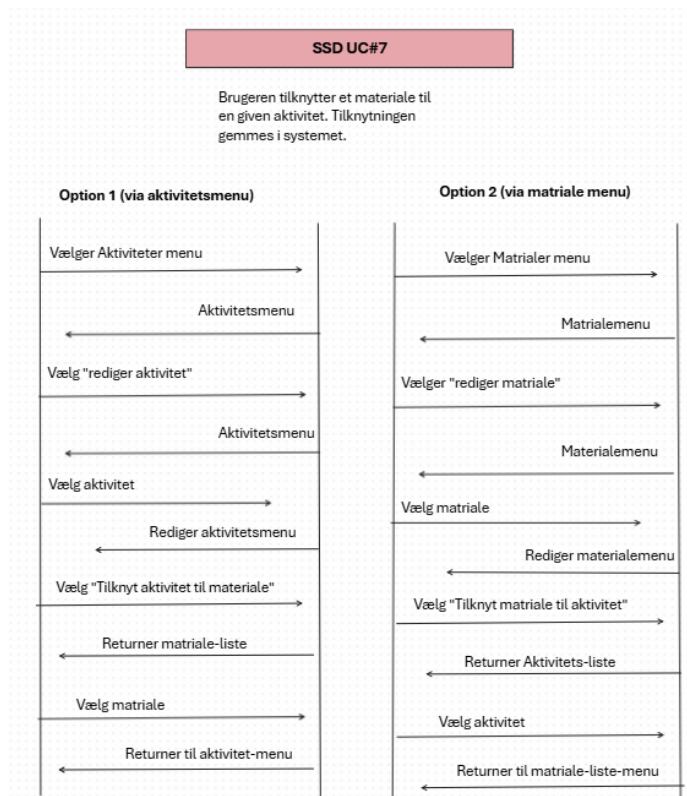 SSD UC#7
Brugeren tilknytter et materiale til
en given aktivitet. Tilknytningen
gemmes i systemet.
Option 1 (via aktivitetsmenu)
Vælger Aktiviteter menu
Aktivitetsmenu
Vælg "rediger aktivitet"
Aktivitetsmenu
Vælg aktivitet
Rediger aktivitetsmenu
Vælg "Tilknyt aktivitet til materiale"
Returner matriale-liste
Vælg matriale
Returner til aktivitet-menu
Option 2 (via matriale menu)
Vælger Matrialer menu
Matrialemenu
Vælger "rediger matriale"
Materialemenu
Vælg matriale
Rediger materialemenu
Vælg "Tilknyt matriale til aktivitet"
Returner Aktivitets-liste
Vælg aktivitet
Returner til matriale-liste-menu